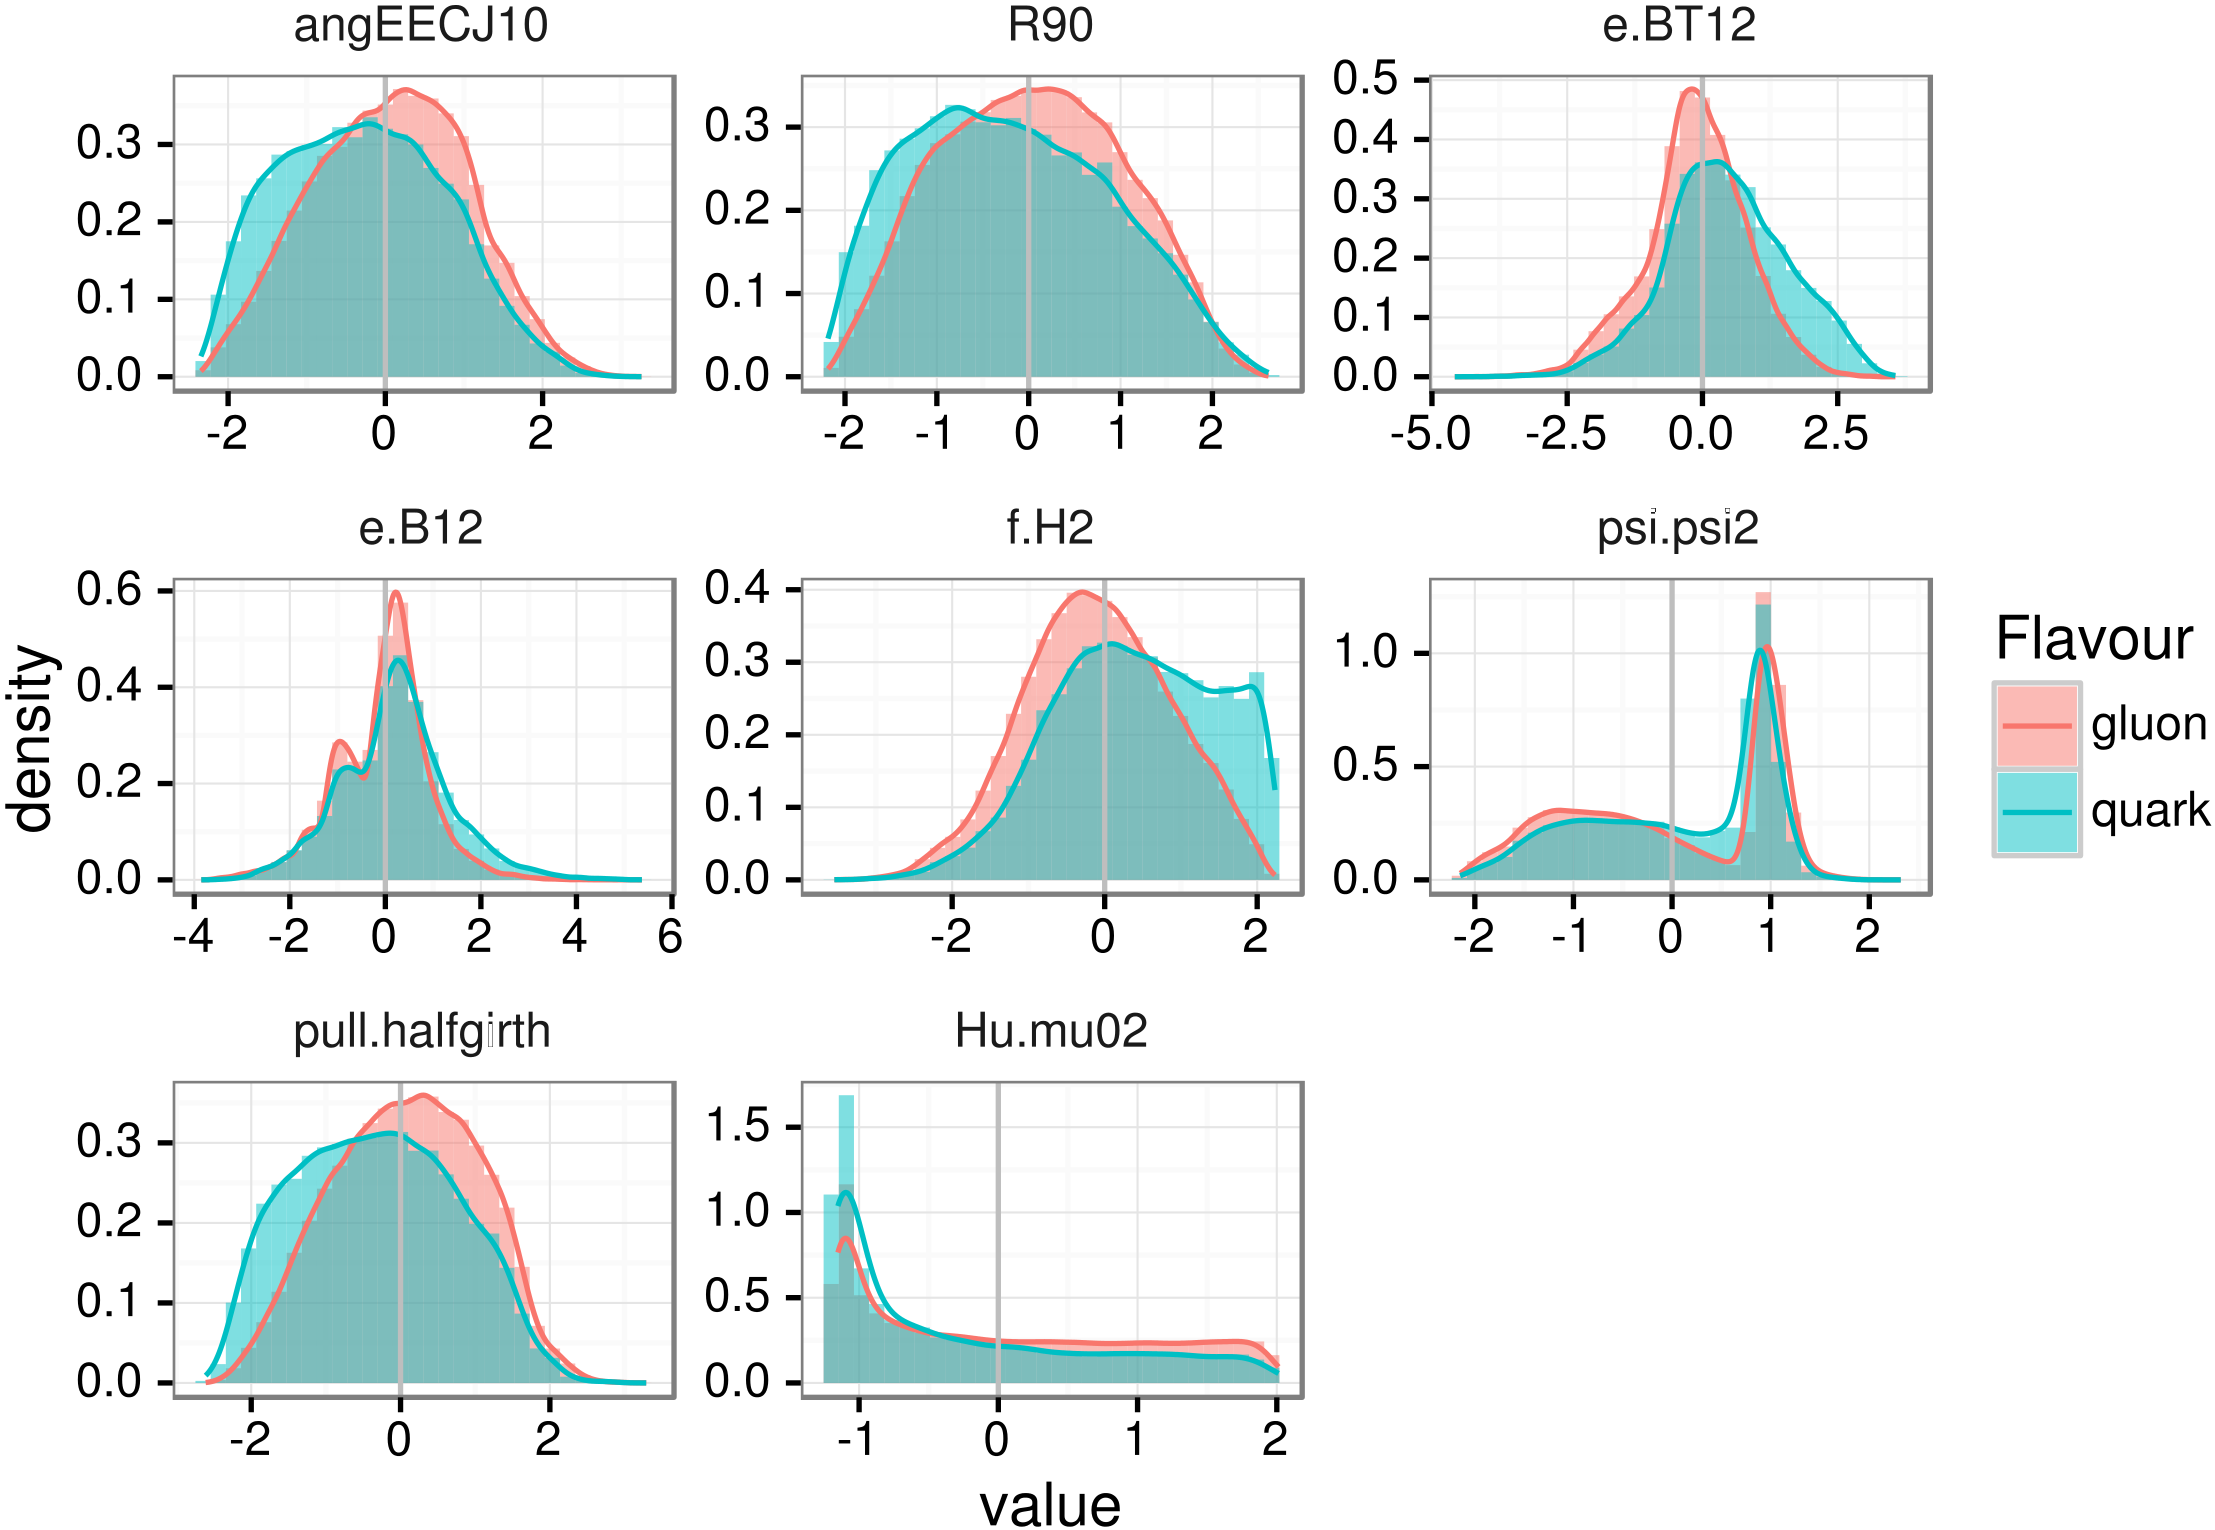 angEECJ10 R90 e.BT12
0.3 0.2 0.1 0.0
-2 0 2
0.3 0.2 0.1 0.0
-2 -1 0 1 2
0.5 0.4 0.3 0.2 0.1 0.0
-5.0 -2.5 0.0 2.5
e.B12 f.H2 psi.psi2
0.6 0.4 0.2 0.0
-4 -2 0 2 4 6
0.4 0.3 0.2 0.1 0.0
-2 0 2
1.0 0.5 0.0
-2 -1 0 1 2
density
Flavour
gluon
quark
pull.halfgirth Hu.mu02
0.3 0.2 0.1 0.0
-2 0 2
1.5 1.0 0.5 0.0
-1 0 1 2
value